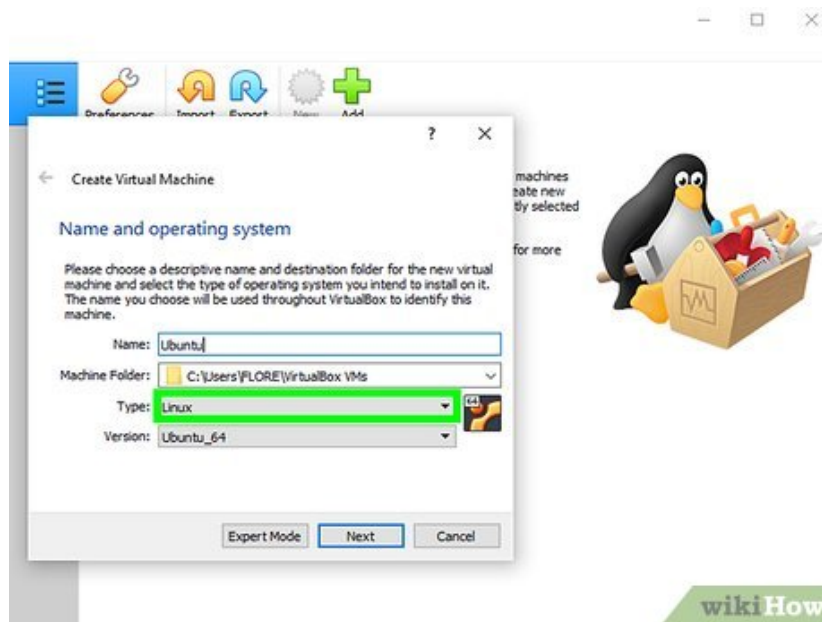 Preferences Import Export New Add
?
Create Virtual Machine
machines
eate new
tly selected
for more
Name and operating system
Please choose a descriptive name and destination folder for the new virtual
machine and select the type of operating system you intend to install on it.
The name you choose will be used throughout VirtualBox to identify this
machine.
Name: Ubuntu
Machine Folder: C:\Users\FLORE\VirtualBox VMs
Type: Linux
64
Version: Ubuntu_64
Expert Mode Next Cancel
wikiHow